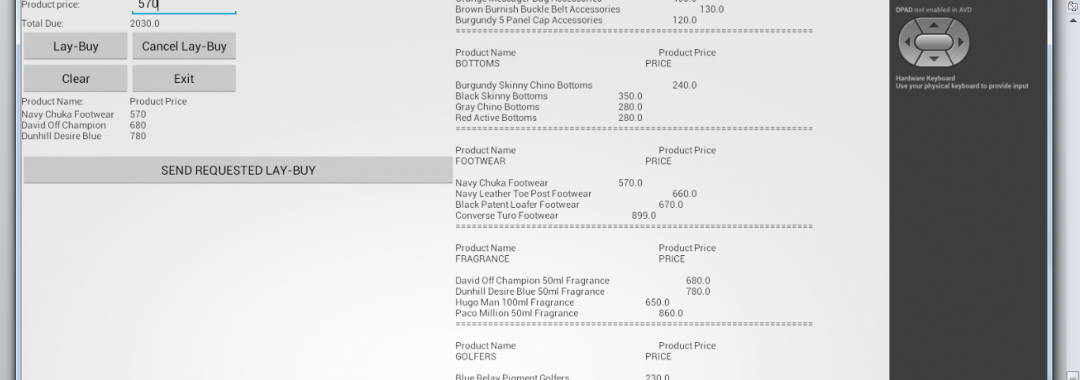 Product price:
570
Total Due: 2030.0
Lay-Buy Cancel Lay-Buy
Clear Exit
Product Name: Product Price
Navy Chuka Footwear 570
David Off Champion 680
Dunhill Desire Blue 780
SEND REQUESTED LAY-BUY
Brown Burnish Buckle Belt Accessories 130.0
Burgundy 5 Panel Cap Accessories 120.0
Product Name Product Price
BOTTOMS PRICE
Burgundy Skinny Chino Bottoms 240.0
Black Skinny Bottoms 350.0
Gray Chino Bottoms 280.0
Red Active Bottoms 280.0
Product Name Product Price
FOOTWEAR PRICE
Navy Chuka Footwear 570.0
Navy Leather Toe Post Footwear 660.0
Black Patent Loafer Footwear 670.0
Converse Turo Footwear 899.0
Product Name Product Price
FRAGRANCE PRICE
David Off Champion 50ml Fragrance 680.0
Dunhill Desire Blue 50ml Fragrance 780.0
Hugo Man 100ml Fragrance 650.0
Paco Million 50ml Fragrance 860.0
Product Name Product Price
GOLFERS PRICE
Blue Relay Pigment Golfers 230.0
DPAD not enabled in AVD
Hardware Keyboard
Use your physical keyboard to provide input